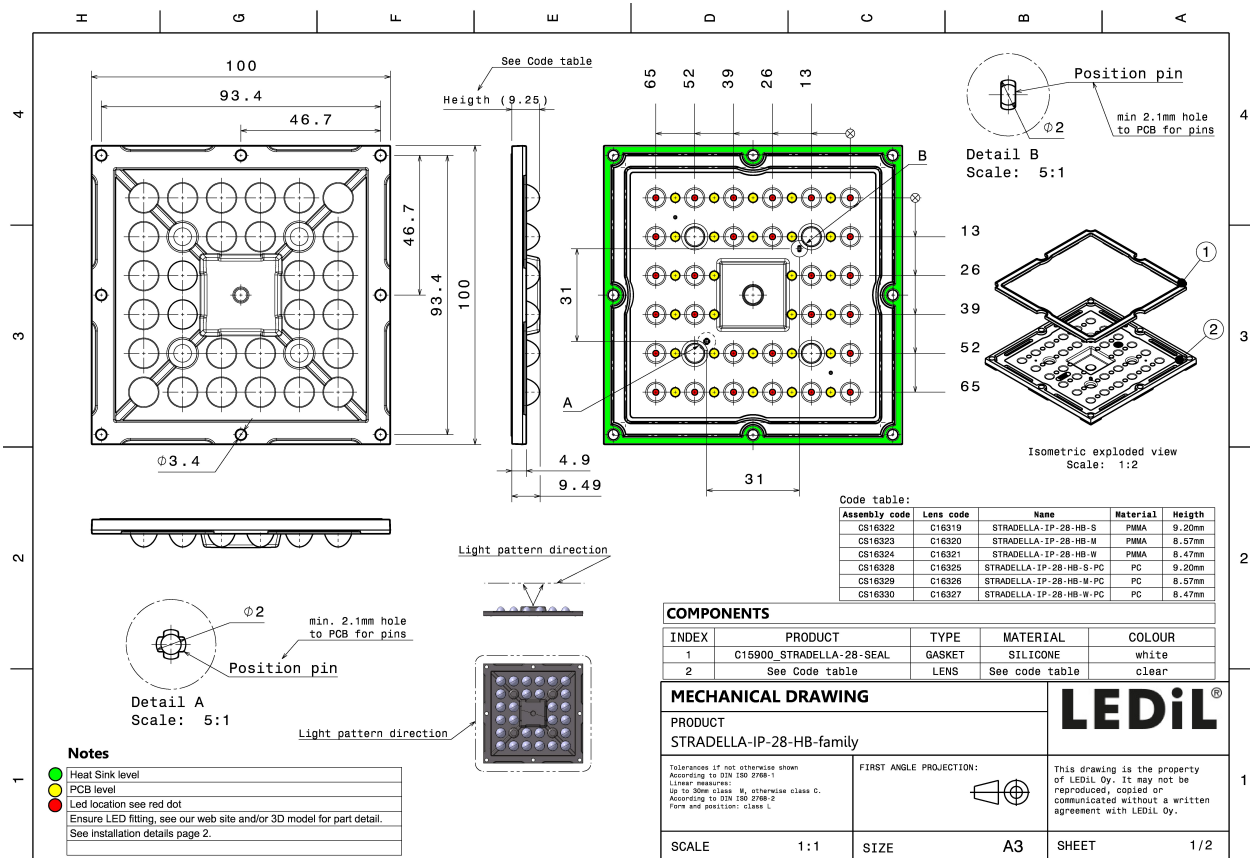 H G F E D C B A
4
3
2
1
4
3
2
1
100
93.4
46.7
46.7
93.4
100
⌀3.4
See Code table
Heigth (9.25)
4.9
9.49
65 52 39 26 13
B
A
31
31
13
26
39
52
65
Position pin
min 2.1mm hole
to PCB for pins
⌀2
Detail B
Scale: 5:1
1
2
Isometric exploded view
Scale: 1:2
Light pattern direction
⌀2
min. 2.1mm hole
to PCB for pins
Position pin
Detail A
Scale: 5:1
Light pattern direction
Code table:
Assembly code Lens code Name Material Heigth
CS16322 C16319 STRADELLA-IP-28-HB-S PMMA 9.20mm
CS16323 C16320 STRADELLA-IP-28-HB-M PMMA 8.57mm
CS16324 C16321 STRADELLA-IP-28-HB-W PMMA 8.47mm
CS16328 C16325 STRADELLA-IP-28-HB-S-PC PC 9.20mm
CS16329 C16326 STRADELLA-IP-28-HB-M-PC PC 8.57mm
CS16330 C16327 STRADELLA-IP-28-HB-W-PC PC 8.47mm
COMPONENTS
INDEX PRODUCT TYPE MATERIAL COLOUR
1 C15900_STRADELLA-28-SEAL GASKET SILICONE white
2 See Code table LENS See code table clear
MECHANICAL DRAWING
PRODUCT
STRADELLA-IP-28-HB-family
LEDiL®
Tolerances if not otherwise shown
According to DIN ISO 2768-1
Linear measures:
Up to 30mm class M, otherwise class C.
According to DIN ISO 2768-2
Form and position: class L
FIRST ANGLE PROJECTION:
This drawing is the property
of LEDiL Oy. It may not be
reproduced, copied or
communicated without a written
agreement with LEDiL Oy.
SCALE 1:1
SIZE A3
SHEET 1/2
Notes
Heat Sink level
PCB level
Led location see red dot
Ensure LED fitting, see our web site and/or 3D model for part detail.
See installation details page 2.